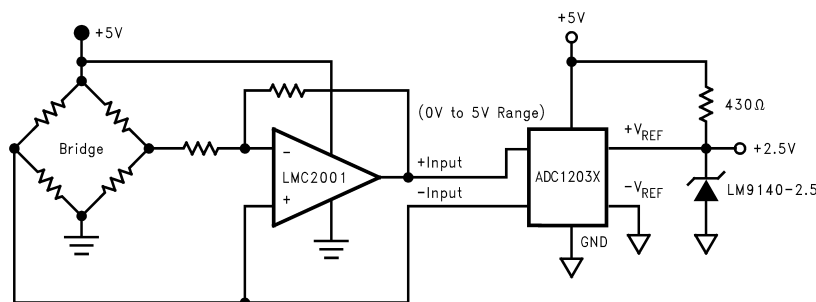 +5V
Bridge
−
LMC2001
+
(0V to 5V Range)
+Input
−Input
+5V
ADC1203X
GND
430Ω
+VREF
+2.5V
−VREF
LM9140-2.5